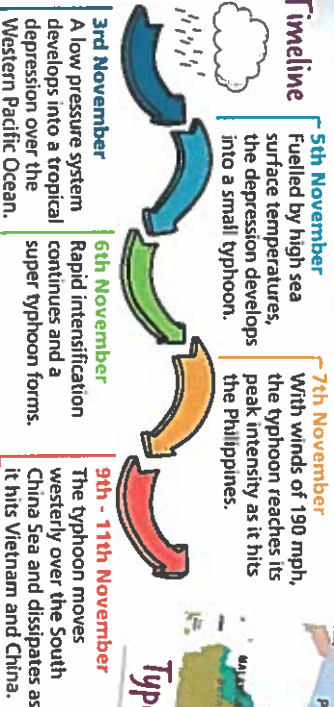 Timeline
3rd November
A low pressure system
develops into a tropical
depression over the
Western Pacific Ocean.
5th November
Fuelled by high sea
surface temperatures,
the depression develops
into a small typhoon.
6th November
Rapid intensification
continues and a
super typhoon forms.
7th November
With winds of 190 mph,
the typhoon reaches its
peak intensity as it hits
the Philippines.
9th - 11th November
The typhoon moves
westerly over the South
China Sea and dissipates as
it hits Vietnam and China.
Typ
MALAY